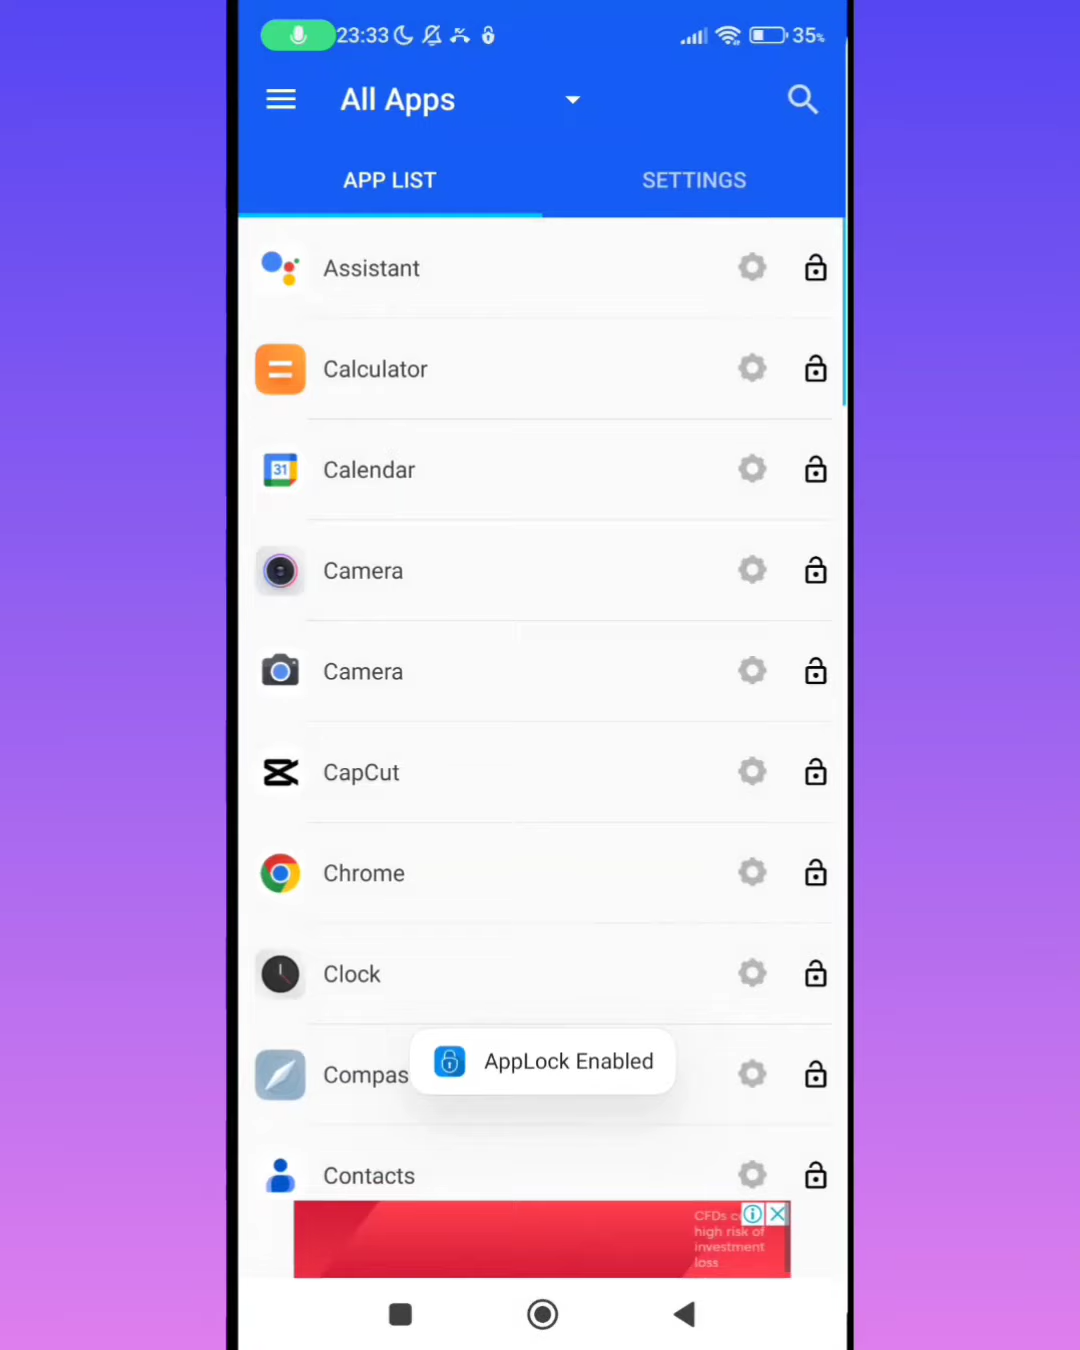 23:33 35%
All Apps
APP LIST SETTINGS
Assistant
Calculator
31 Calendar
Camera
Camera
CapCut
Chrome
Clock
Compas
AppLock Enabled
Contacts
CFDs
high risk of
investment
loss